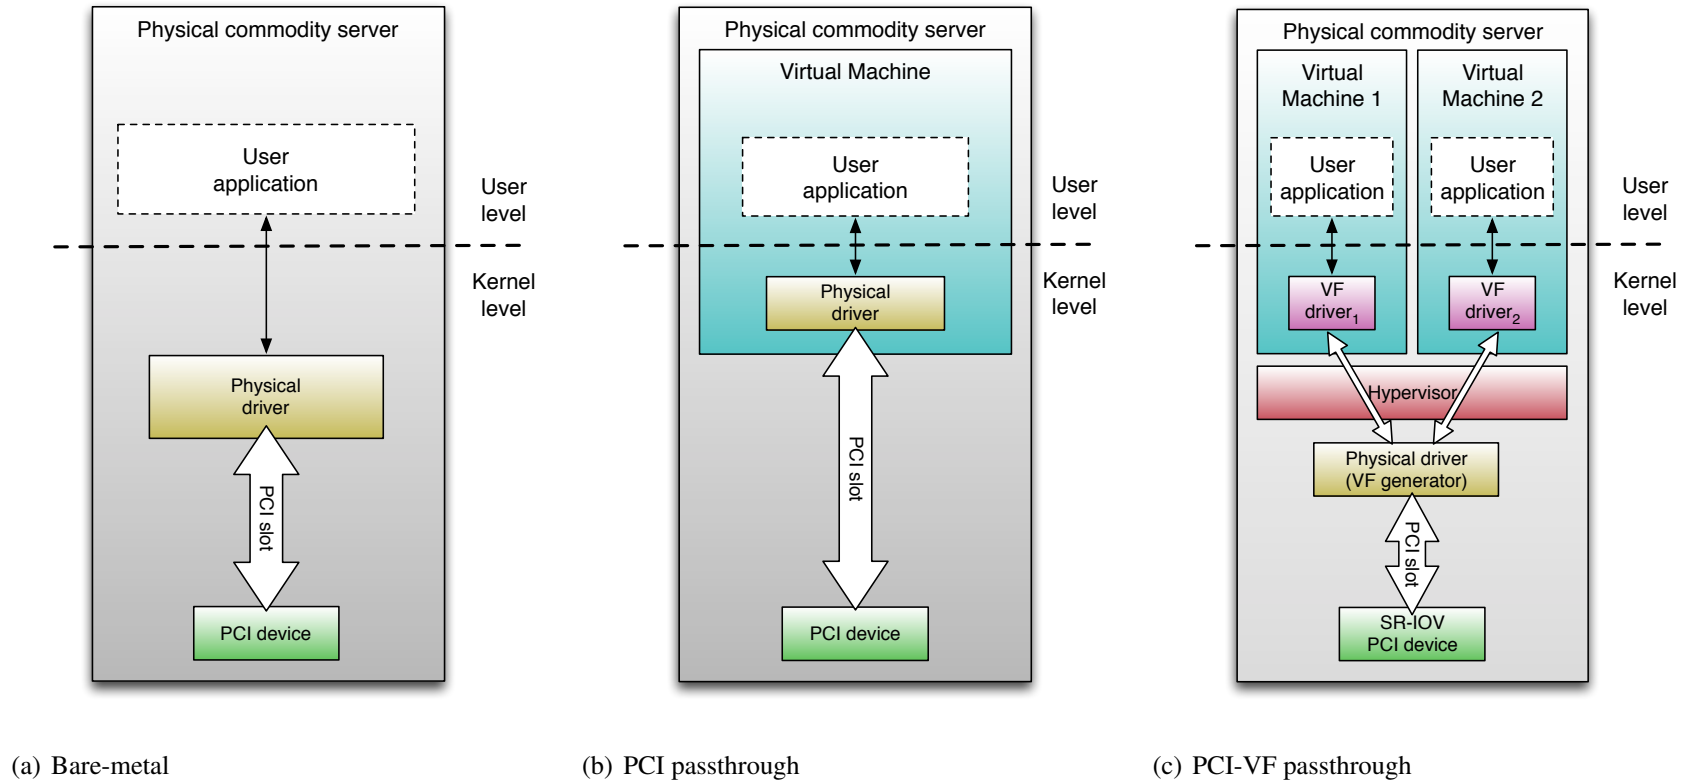 Physical commodity server
User
application
User
level
Kernel
level
Physical
driver
PCI slot
PCI device
(a) Bare-metal
Physical commodity server
Virtual Machine
User
application
User
level
Kernel
level
Physical
driver
PCI slot
PCI device
(b) PCI passthrough
Physical commodity server
Virtual
Machine 1
Virtual
Machine 2
User
application
User
application
User
level
Kernel
level
VF
driver1
VF
driver2
Hypervisor
Physical driver
(VF generator)
PCI slot
SR-IOV
PCI device
(c) PCI-VF passthrough